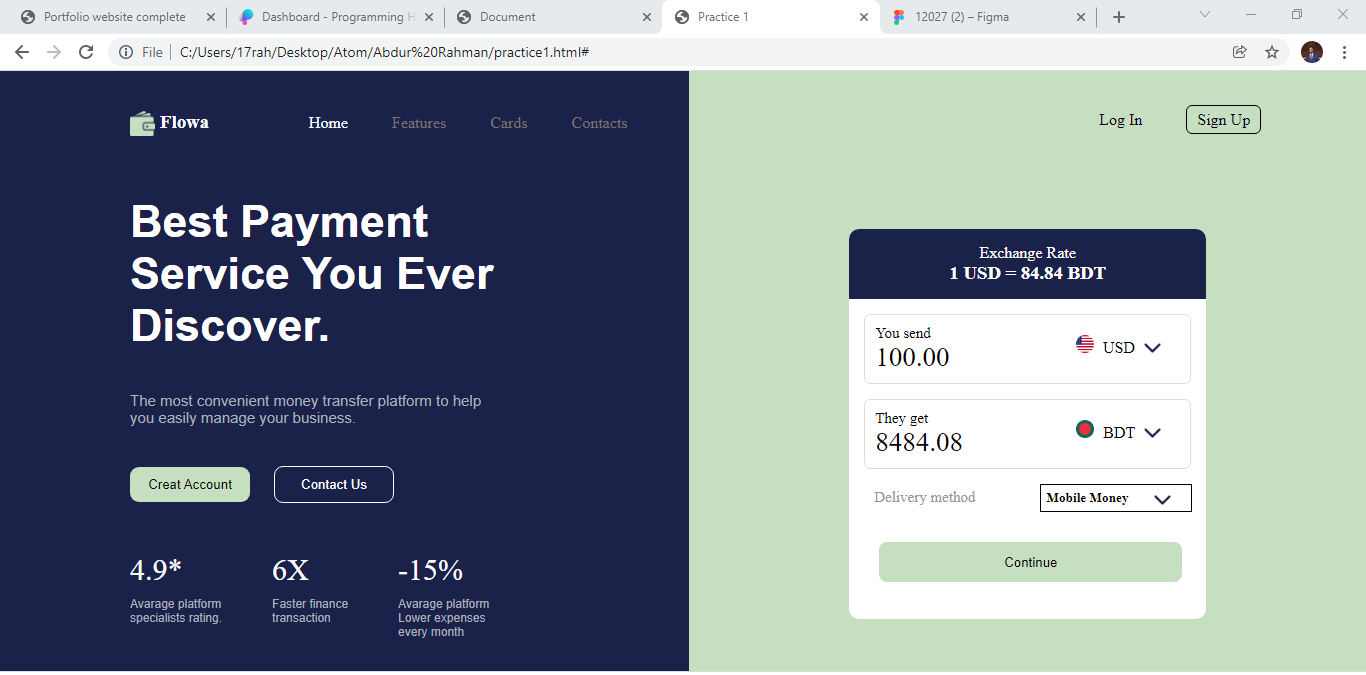 Portfolio website complete
Dashboard - Programming H
Document
Practice 1
12027 (2) – Figma
File
C:/Users/17rah/Desktop/Atom/Abdur%20Rahman/practice1.html#
Flowa
Home
Features
Cards
Contacts
Log In
Sign Up
Best Payment
Service You Ever
Discover.
The most convenient money transfer platform to help
you easily manage your business.
Creat Account
Contact Us
4.9*
Avarage platform
specialists rating.
6X
Faster finance
transaction
-15%
Avarage platform
Lower expenses
every month
Exchange Rate
1 USD = 84.84 BDT
You send
100.00
USD
They get
8484.08
BDT
Delivery method
Mobile Money
Continue